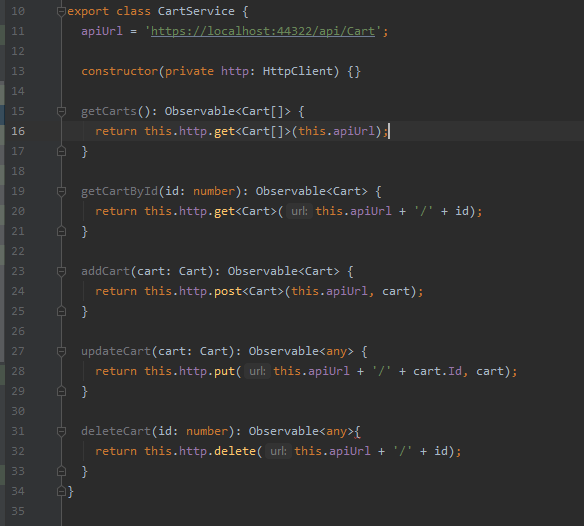 10 export class CartService {
11   apiUrl = 'https://localhost:44322/api/Cart';
12
13   constructor(private http: HttpClient) {}
14
15   getCarts(): Observable<Cart[]> {
16     return this.http.get<Cart[]>(this.apiUrl);
17   }
18
19   getCartById(id: number): Observable<Cart> {
20     return this.http.get<Cart>( url: this.apiUrl + '/' + id);
21   }
22
23   addCart(cart: Cart): Observable<Cart> {
24     return this.http.post<Cart>(this.apiUrl, cart);
25   }
26
27   updateCart(cart: Cart): Observable<any> {
28     return this.http.put( url: this.apiUrl + '/' + cart.Id, cart);
29   }
30
31   deleteCart(id: number): Observable<any>{
32     return this.http.delete( url: this.apiUrl + '/' + id);
33   }
34 }
35